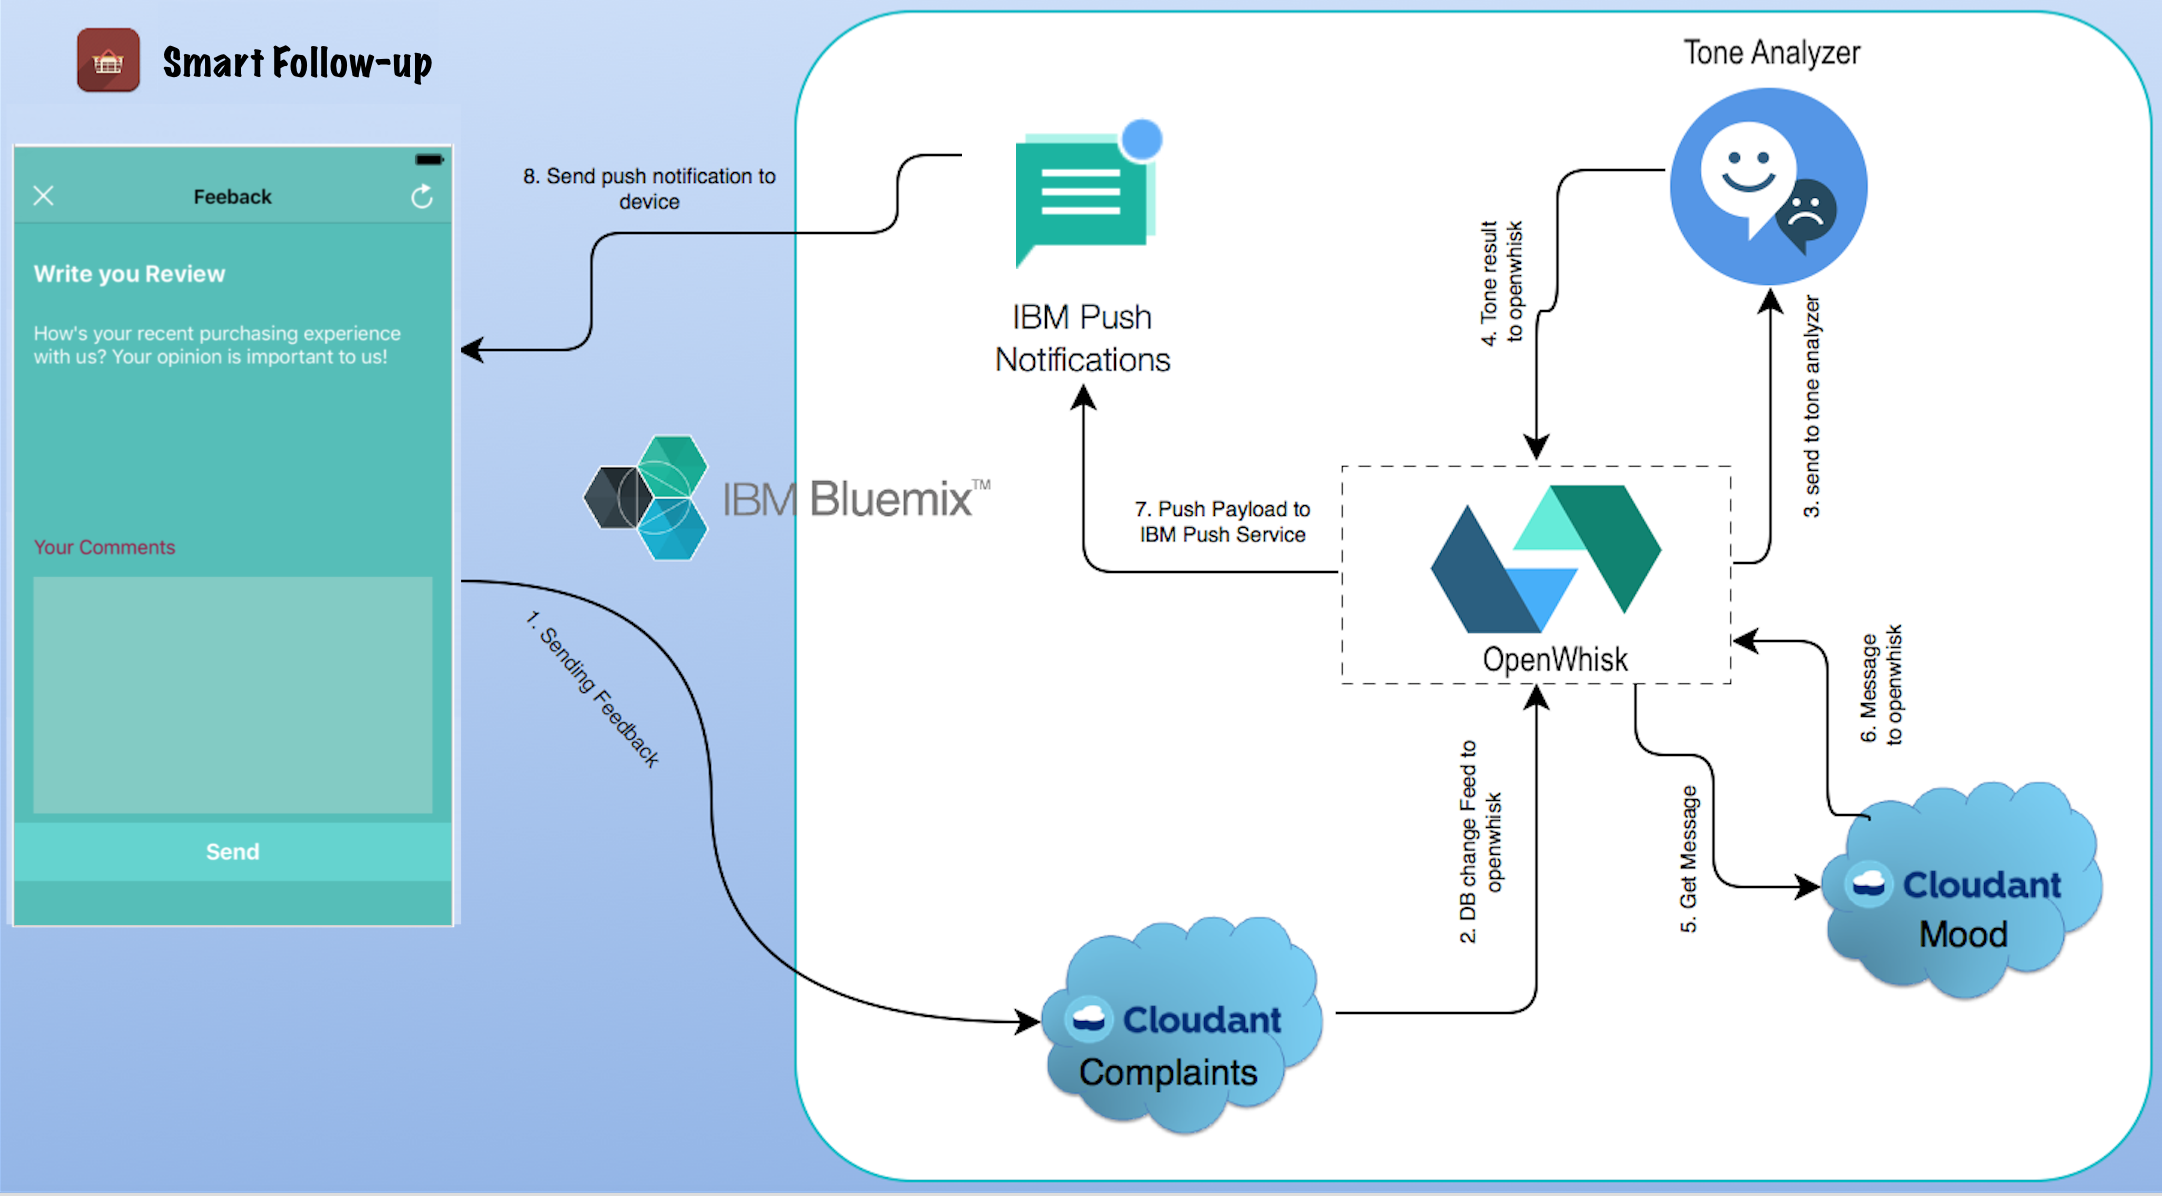 Smart Follow-up
Feeback
Write you Review
How's your recent purchasing experience
with us? Your opinion is important to us!
Your Comments
Send
8. Send push notification to
device
IBM Bluemix™
1. Sending Feedback
IBM Push
Notifications
7. Push Payload to
IBM Push Service
Tone Analyzer
4. Tone result
to openwhisk
3. send to tone analyzer
OpenWhisk
2. DB change Feed to
openwhisk
5. Get Message
6. Message
to openwhisk
Cloudant
Mood
Cloudant
Complaints